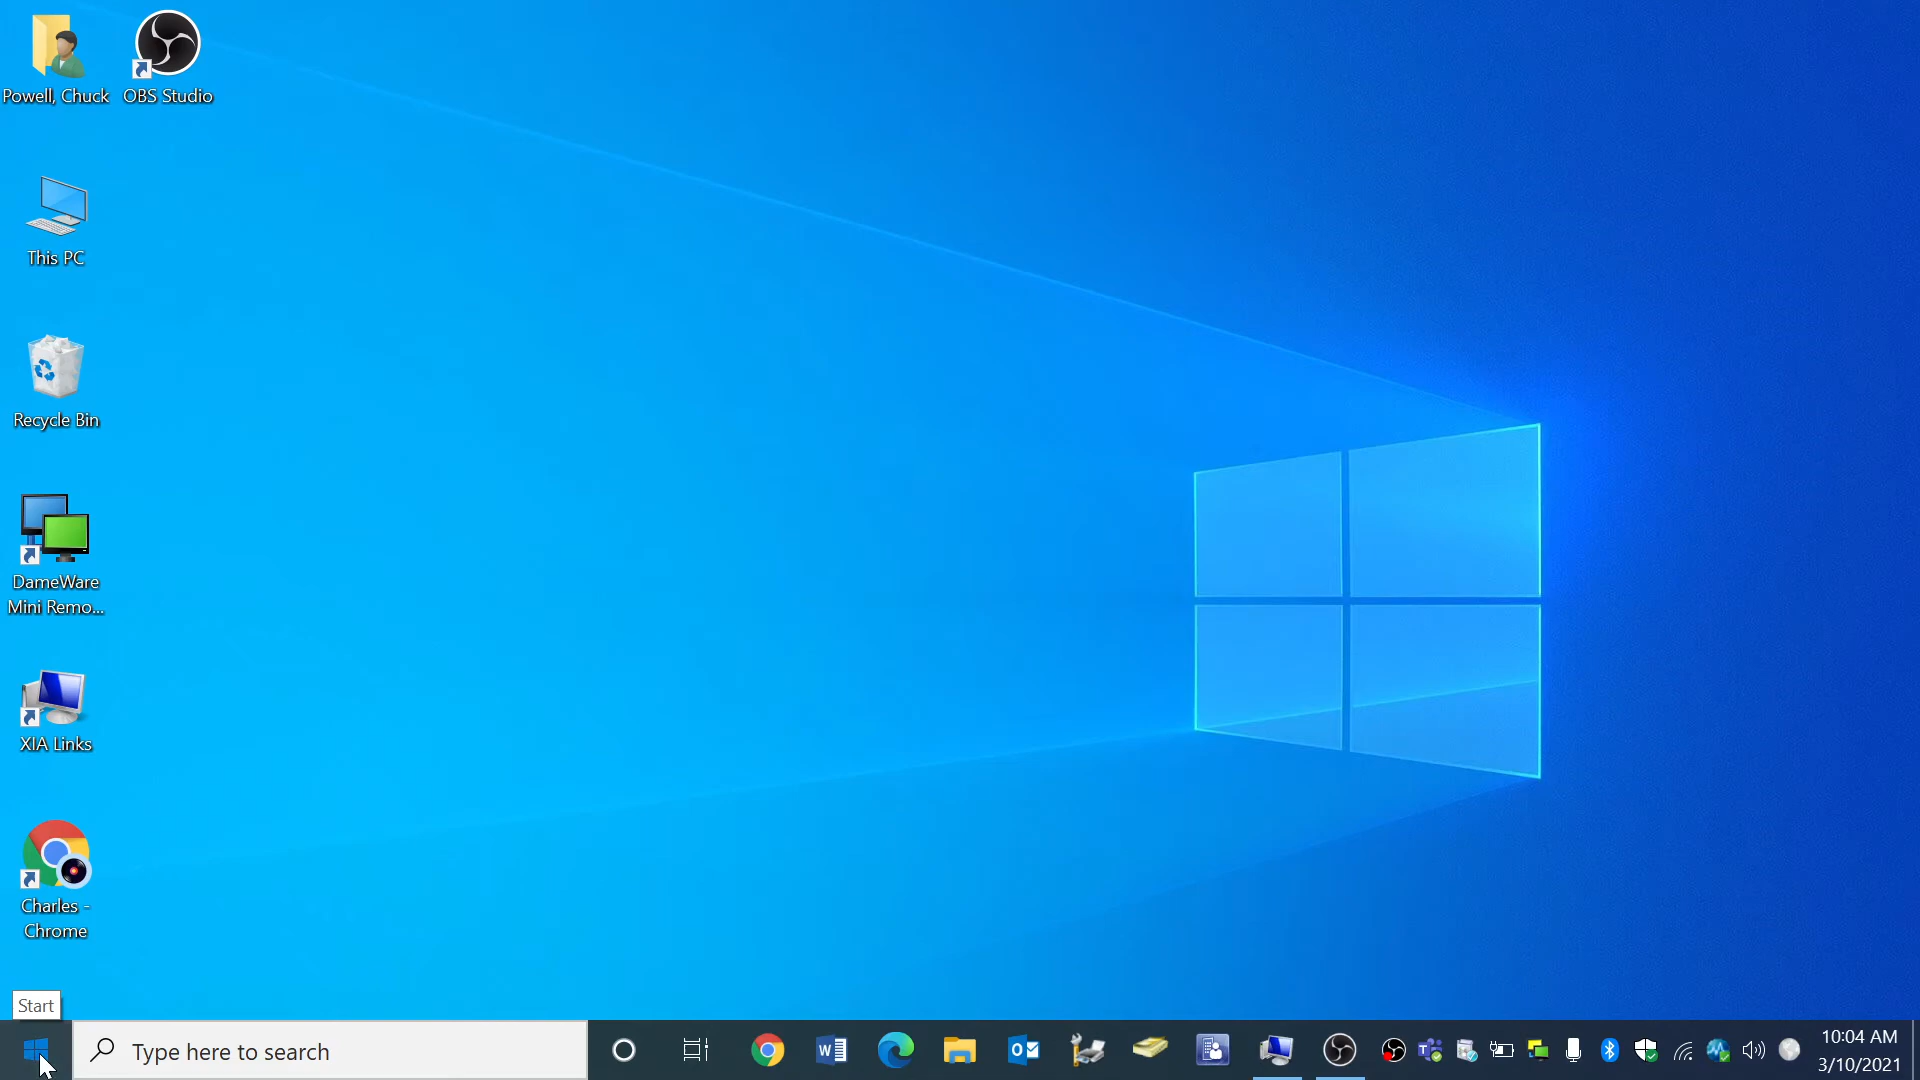 Powell, Chuck
OBS Studio
This PC
Recycle Bin
DameWare
Mini Remo...
XIA Links
Charles -
Chrome
Start
Type here to search
10:04 AM
3/10/2021